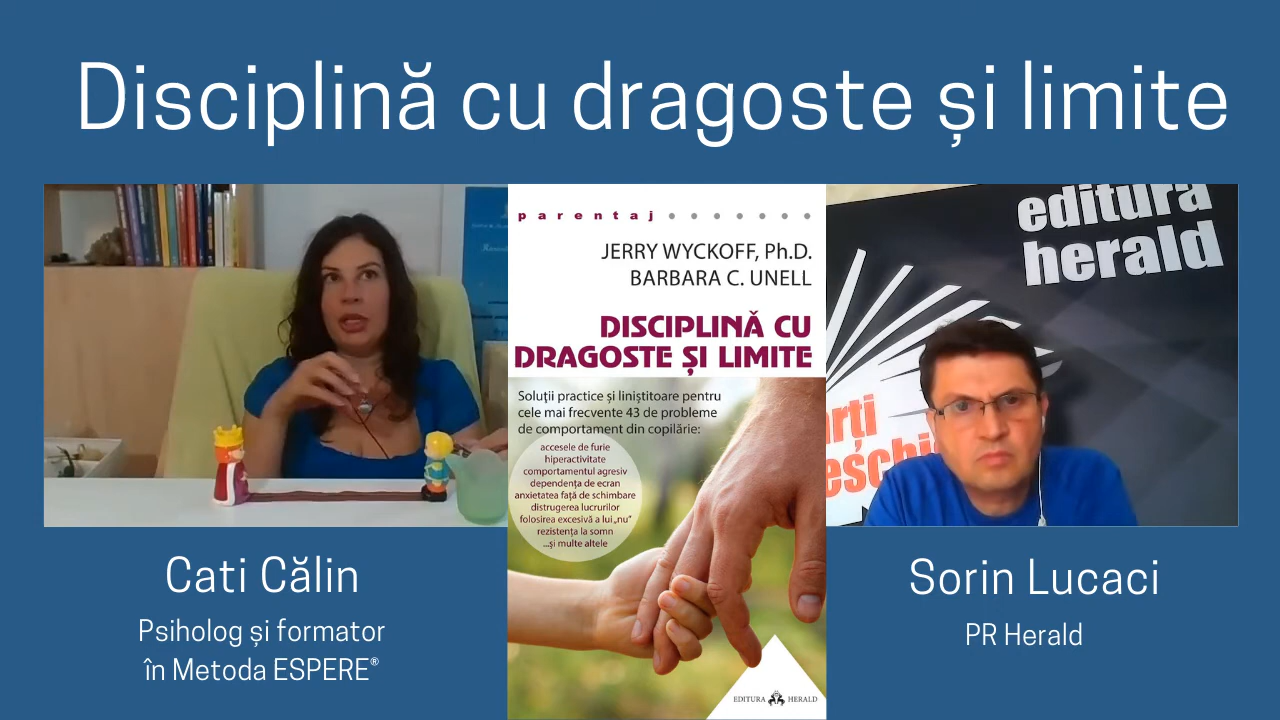 Disciplină cu dragoste și limite
parentaj
JERRY WYCKOFF, Ph.D.
BARBARA C. UNELL
DISCIPLINĂ CU
DRAGOSTE ȘI LIMITE
Soluții practice și liniștitoare pentru
cele mai frecvente 43 de probleme
de comportament din copilărie:
accesele de furie
hiperactivitate
comportamentul agresiv
dependența de ecran
anxietatea față de schimbare
distrugerea lucrurilor
folosirea excesivă a lui „nu”
rezistența la somn
...și multe altele
EDITURA HERALD
editura
herald
Cati Călin
Psiholog și formator
în Metoda ESPERE®
Sorin Lucaci
PR Herald